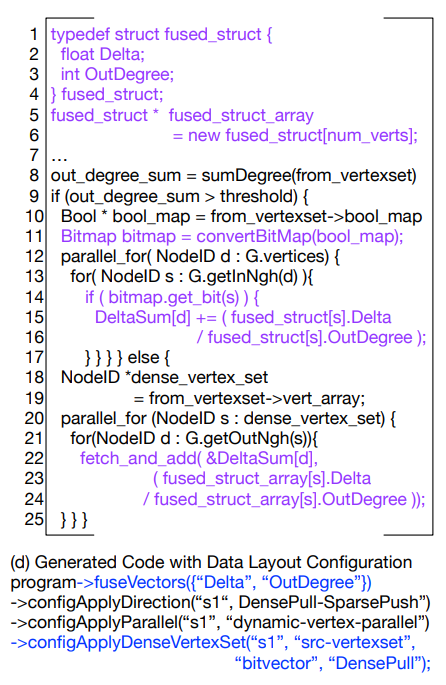 1 typedef struct fused_struct {
2 float Delta;
3 int OutDegree;
4 } fused_struct;
5 fused_struct * fused_struct_array
6 = new fused_struct[num_verts];
7 …
8 out_degree_sum = sumDegree(from_vertexset)
9 if (out_degree_sum > threshold) {
10 Bool * bool_map = from_vertexset->bool_map
11 Bitmap bitmap = convertBitMap(bool_map);
12 parallel_for( NodeID d : G.vertices) {
13 for( NodeID s : G.getInNgh(d) ){
14 if ( bitmap.get_bit(s) ) {
15 DeltaSum[d] += ( fused_struct[s].Delta
16 / fused_struct[s].OutDegree );
17 } } } } else {
18 NodeID *dense_vertex_set
19 = from_vertexset->vert_array;
20 parallel_for (NodeID s : dense_vertex_set) {
21 for(NodeID d : G.getOutNgh(s)){
22 fetch_and_add( &DeltaSum[d],
23 ( fused_struct_array[s].Delta
24 / fused_struct_array[s].OutDegree ));
25 } } }
(d) Generated Code with Data Layout Configuration
program->fuseVectors({“Delta”, “OutDegree”})
->configApplyDirection(“s1“, DensePull-SparsePush”)
->configApplyParallel(“s1”, “dynamic-vertex-parallel”)
->configApplyDenseVertexSet(“s1”, “src-vertexset”,
“bitvector”, “DensePull”);